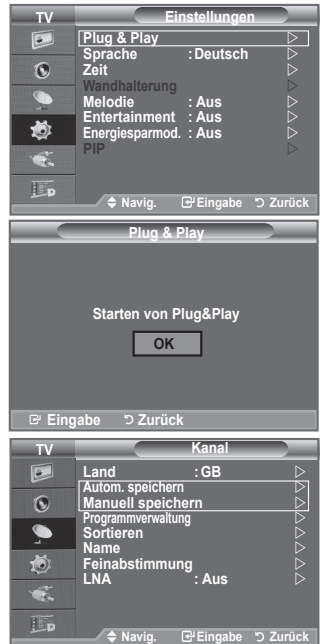 TV Einstellungen
Plug & Play
Sprache : Deutsch
Zeit
Wandhalterung
Melodie : Aus
Entertainment : Aus
Energiesparmod. : Aus
PIP
Navig. Eingabe Zurück
Plug & Play
Starten von Plug&Play
OK
Eingabe Zurück
TV Kanal
Land : GB
Autom. speichern
Manuell speichern
Programmverwaltung
Sortieren
Name
Feinabstimmung
LNA : Aus
Navig. Eingabe Zurück